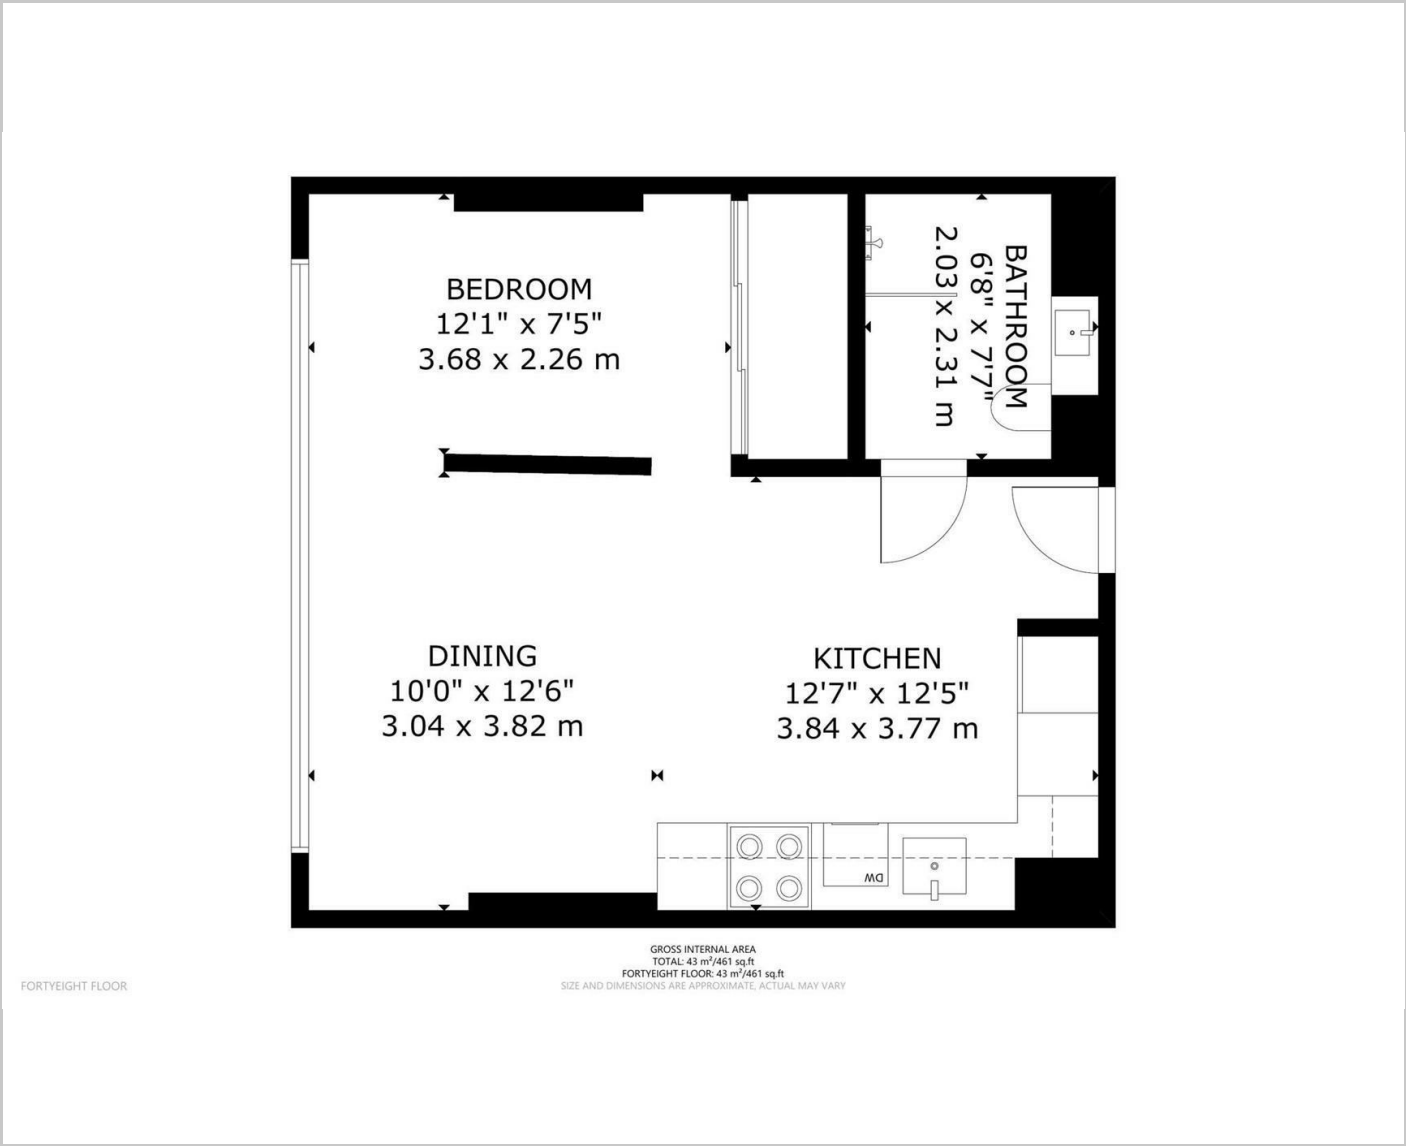 BEDROOM
12'1" x 7'5"
3.68 x 2.26 m
BATHROOM
6'8" x 7'7"
2.03 x 2.31 m
DINING
10'0" x 12'6"
3.04 x 3.82 m
KITCHEN
12'7" x 12'5"
3.84 x 3.77 m
DW
GROSS INTERNAL AREA
TOTAL: 43 m²/461 sq.ft
FORTYEIGHT FLOOR: 43 m²/461 sq.ft
SIZE AND DIMENSIONS ARE APPROXIMATE, ACTUAL MAY VARY
FORTYEIGHT FLOOR